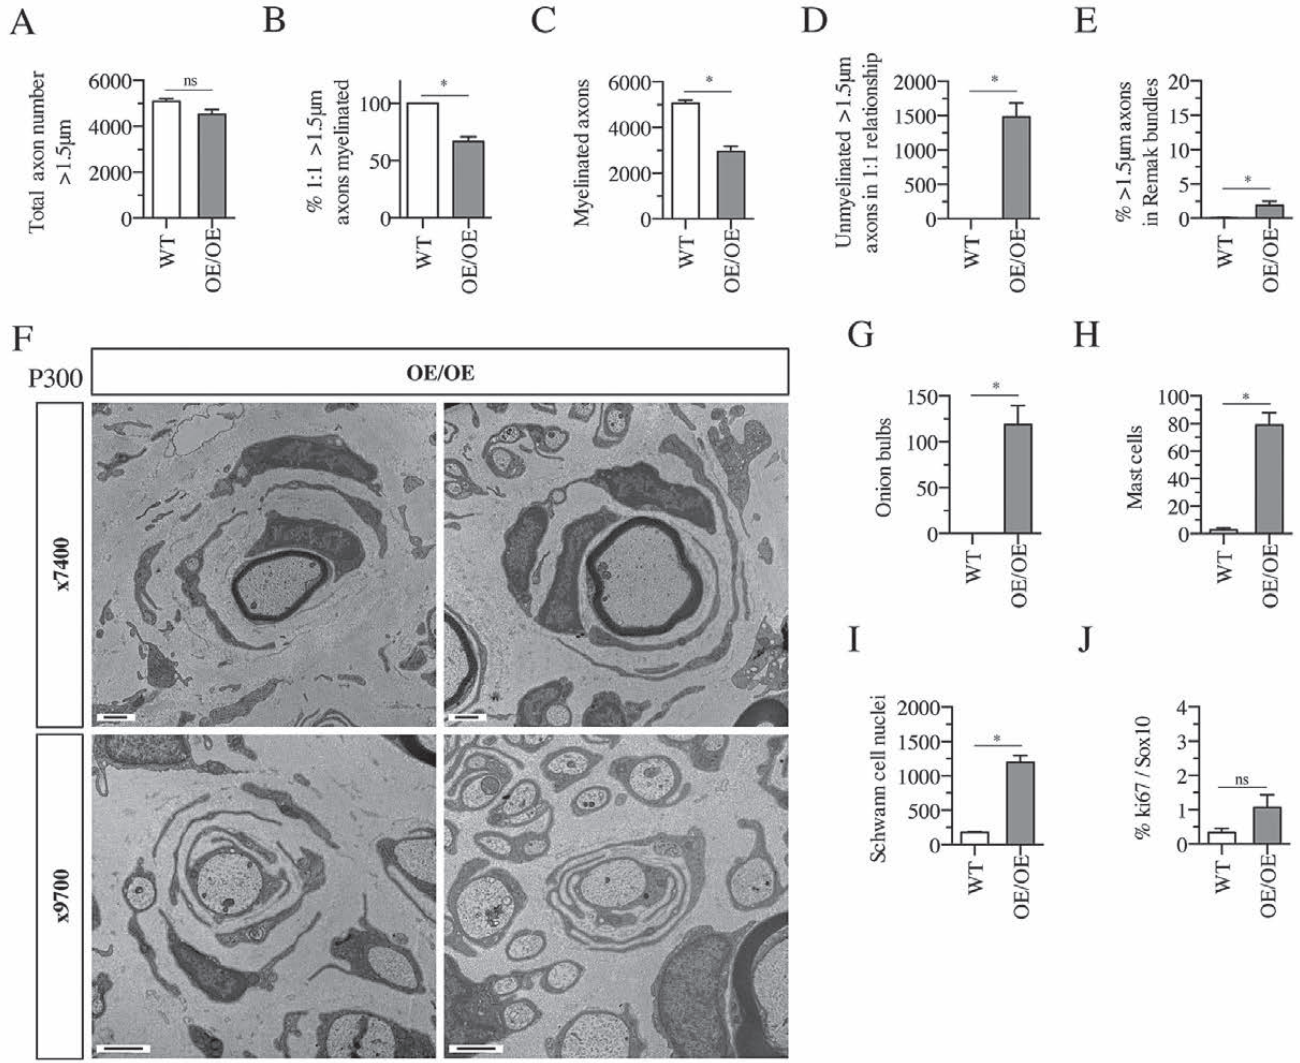 A
Total axon number
>1.5µm
6000
4000
2000
0
ns
WT
OE/OE
B
% 1:1 >1.5µm
axons myelinated
100
50
0
*
WT
OE/OE
C
Myelinated axons
6000
4000
2000
0
*
WT
OE/OE
D
Unmyelinated >1.5µm
axons in 1:1 relationship
2000
1500
1000
500
0
*
WT
OE/OE
E
% >1.5µm axons
in Remak bundles
20
15
10
5
0
*
WT
OE/OE
F
P300
OE/OE
x7400
x9700
G
Onion bulbs
150
100
50
0
*
WT
OE/OE
H
Mast cells
100
80
60
40
20
0
*
WT
OE/OE
I
Schwann cell nuclei
2000
1500
1000
500
0
*
WT
OE/OE
J
% ki67 / Sox10
4
3
2
1
0
ns
WT
OE/OE